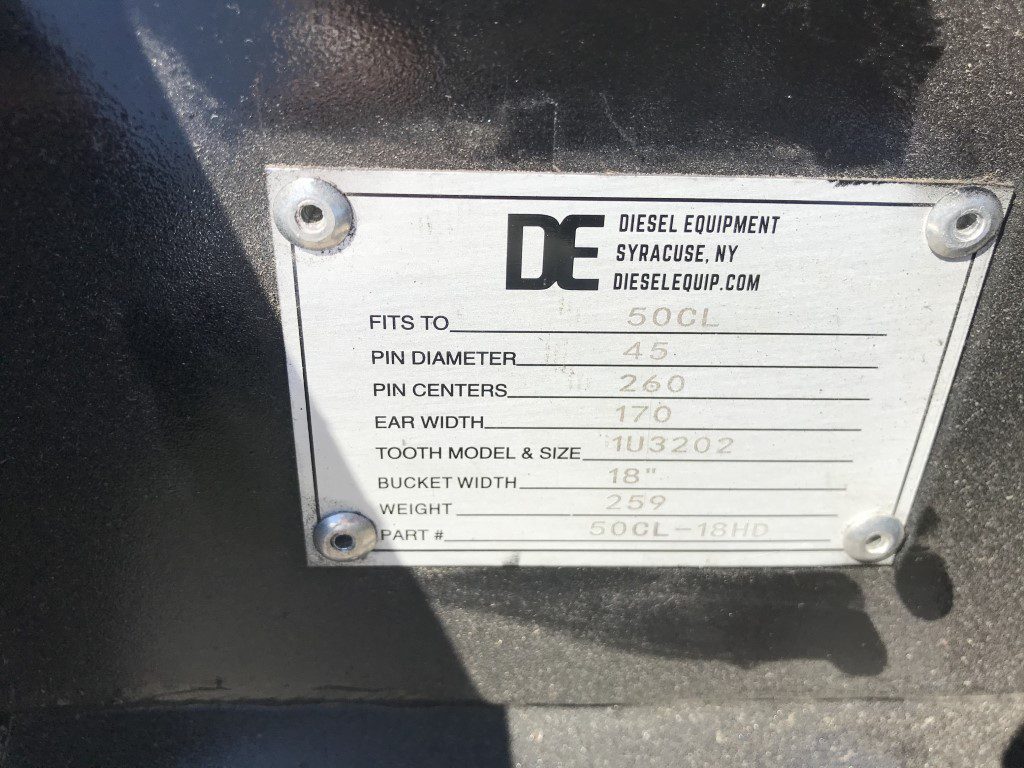 DE
DIESEL EQUIPMENT
SYRACUSE, NY
DIESELEQUIP.COM
FITS TO 50CL
PIN DIAMETER 45
PIN CENTERS 260
EAR WIDTH 170
TOOTH MODEL & SIZE 1U3202
BUCKET WIDTH 18"
WEIGHT 259
PART # 50CL-18HD